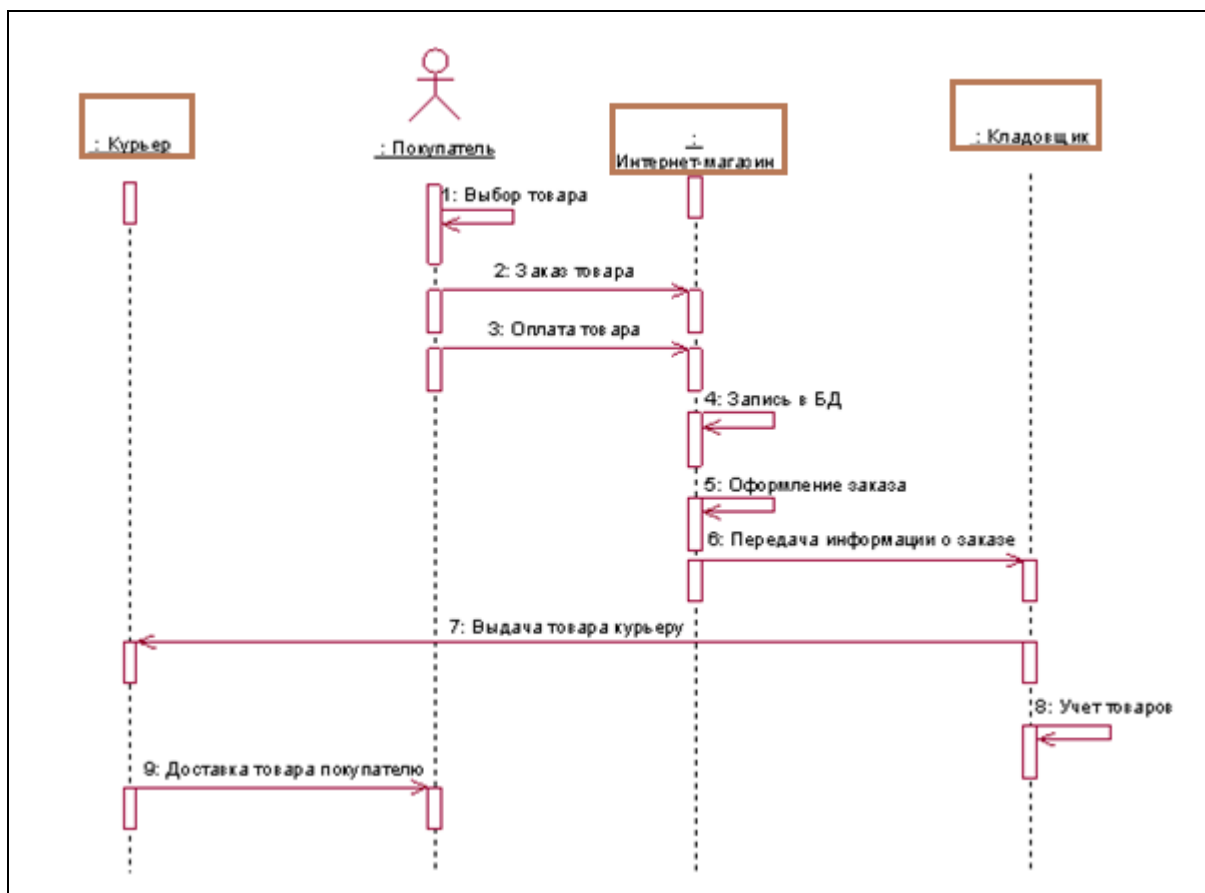 _: Курьер
_: Покупатель
_:
Интернет-магазин
_: Кладовщик
1: Выбор товара
2: Заказ товара
3: Оплата товара
4: Запись в БД
5: Оформление заказа
6: Передача информации о заказе
7: Выдача товара курьеру
8: Учет товаров
9: Доставка товара покупателю